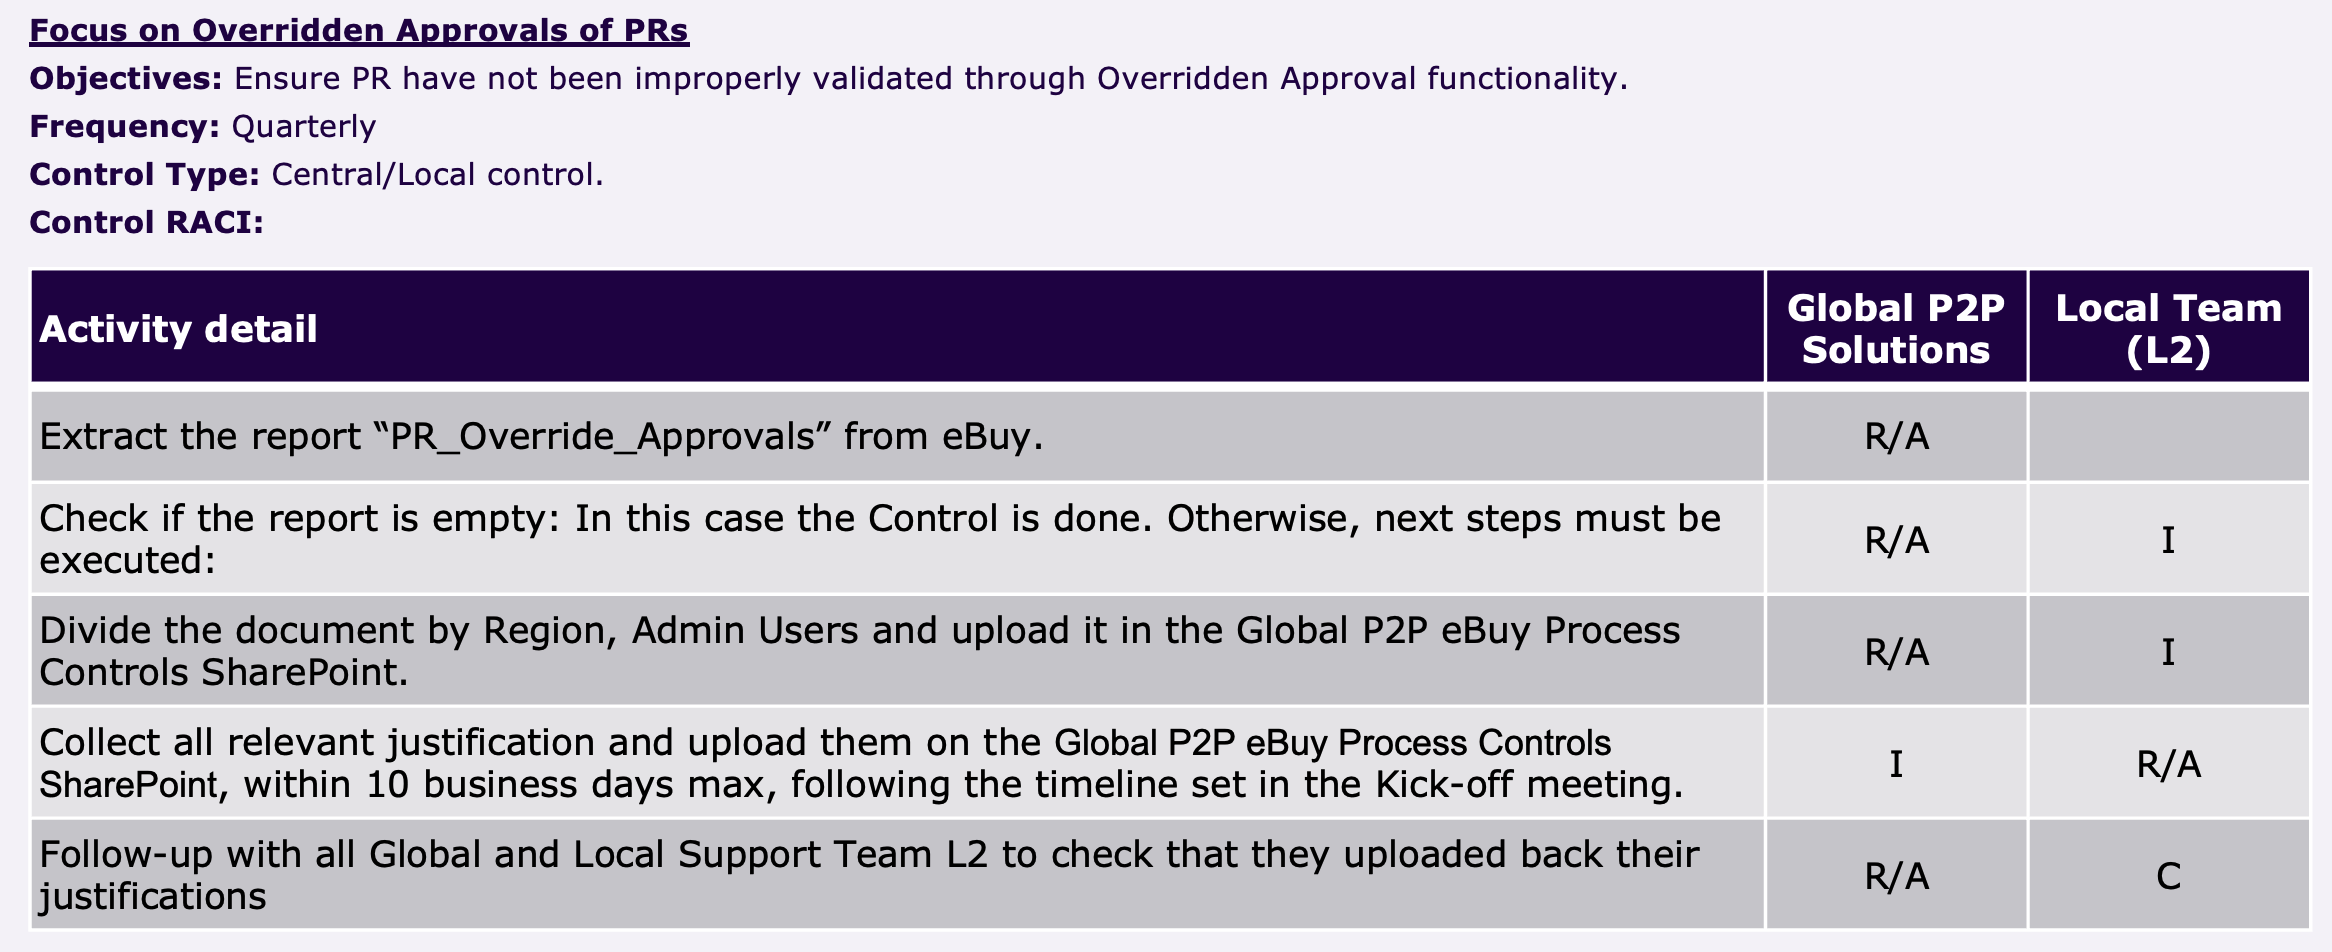 Focus on Overridden Approvals of PRs
Objectives: Ensure PR have not been improperly validated through Overridden Approval functionality.
Frequency: Quarterly
Control Type: Central/Local control.
Control RACI:
Activity detail
Global P2P
Solutions
Local Team
(L2)
Extract the report “PR_Override_Approvals” from eBuy.
R/A
Check if the report is empty: In this case the Control is done. Otherwise, next steps must be
executed:
R/A
I
Divide the document by Region, Admin Users and upload it in the Global P2P eBuy Process
Controls SharePoint.
R/A
I
Collect all relevant justification and upload them on the Global P2P eBuy Process Controls
SharePoint, within 10 business days max, following the timeline set in the Kick-off meeting.
I
R/A
Follow-up with all Global and Local Support Team L2 to check that they uploaded back their
justifications
R/A
C